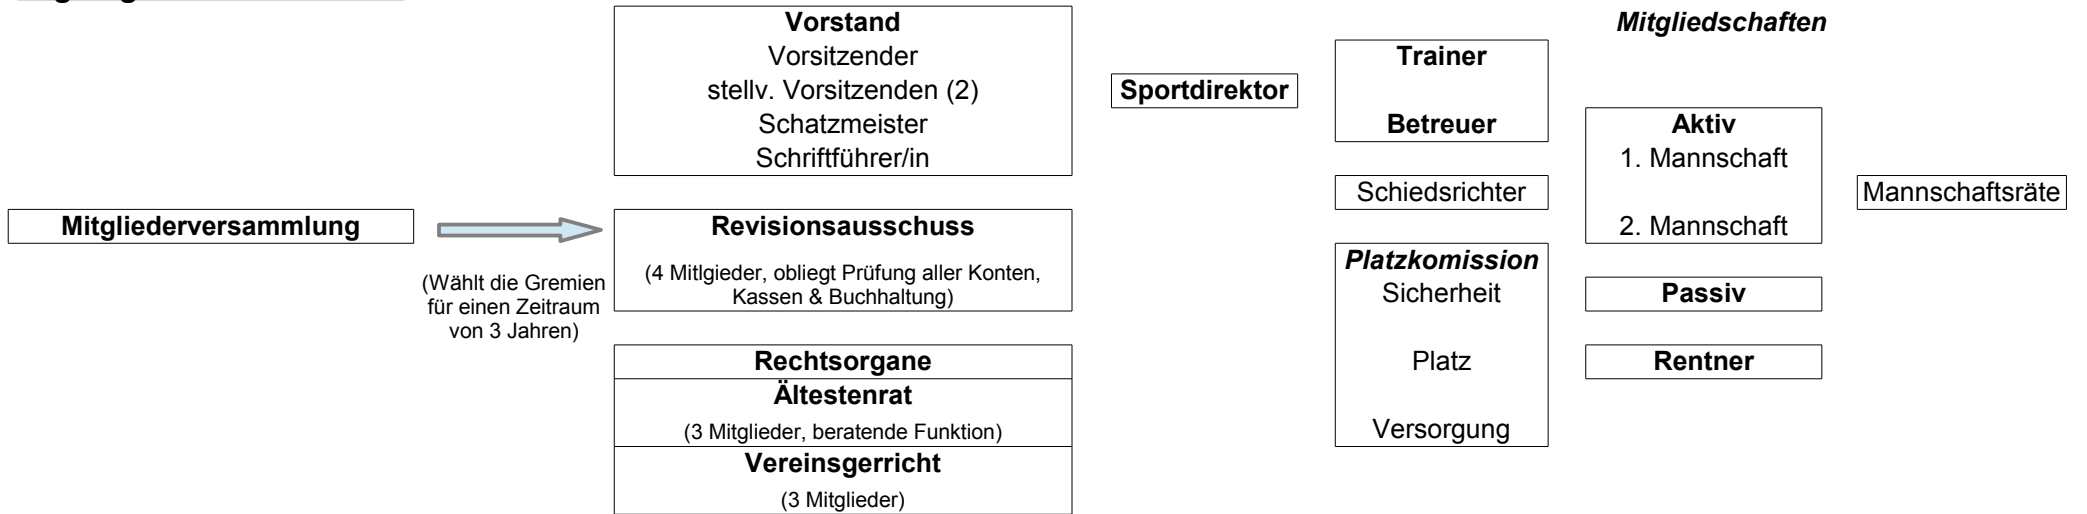 Mitgliederversammlung
(Wählt die Gremien
für einen Zeitraum
von 3 Jahren)
Vorstand
Vorsitzender
stellv. Vorsitzenden (2)
Schatzmeister
Schriftführer/in
Revisionsausschuss
(4 Mitlgieder, obliegt Prüfung aller Konten,
Kassen & Buchhaltung)
Rechtsorgane
Ältestenrat
(3 Mitglieder, beratende Funktion)
Vereinsgerricht
(3 Mitglieder)
Sportdirektor
Trainer
Betreuer
Schiedsrichter
Platzkomission
Sicherheit
Platz
Versorgung
Mitgliedschaften
Aktiv
1. Mannschaft
2. Mannschaft
Passiv
Rentner
Mannschaftsräte